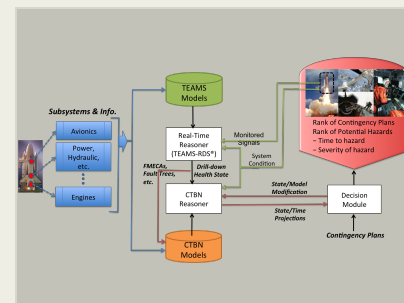 Subsystems & Info.
Avionics
Power,
Hydraulic,
etc.
Engines
TEAMS
Models
Real-Time
Reasoner
(TEAMS-RDS®)
FMECAs,
Fault Trees,
etc.
Drill-down
Health State
CTBN
Reasoner
CTBN
Models
Monitored
Signals
System
Condition
State/Model
Modification
State/Time
Projections
Rank of Contingency Plans
Rank of Potential Hazards
– Time to hazard
– Severity of hazard
Decision
Module
Contingency Plans